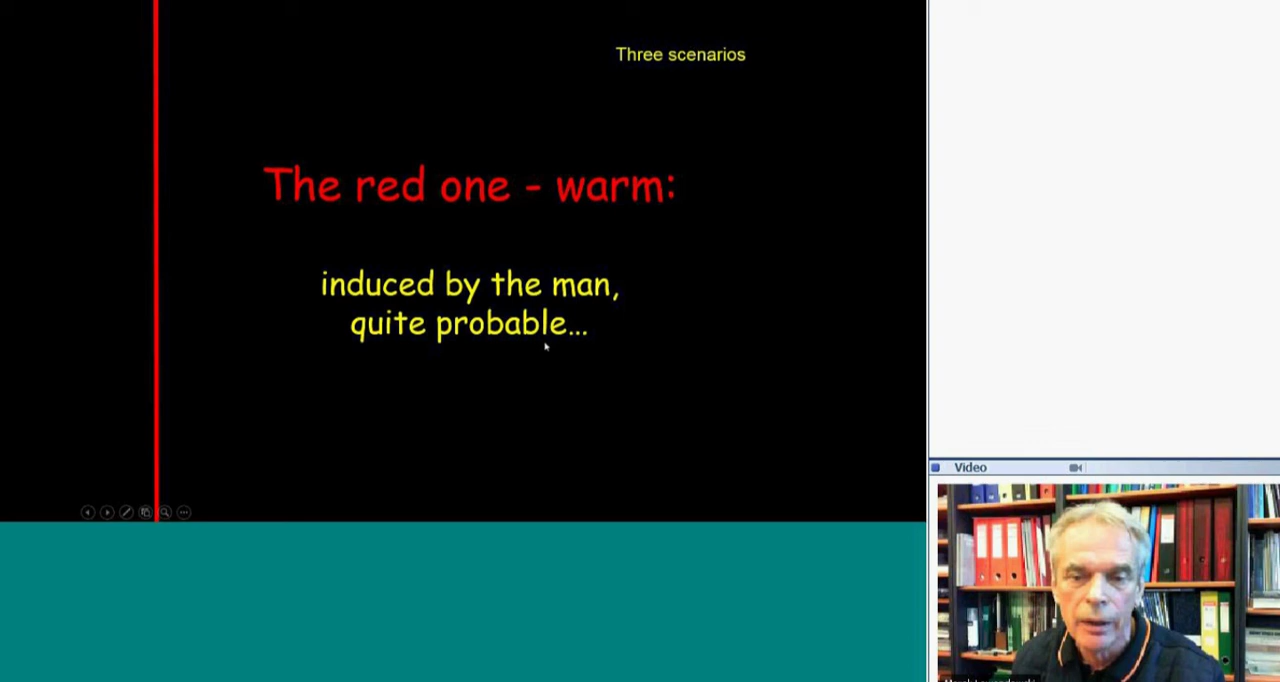 Three scenarios
The red one - warm:
induced by the man,
quite probable...
Video